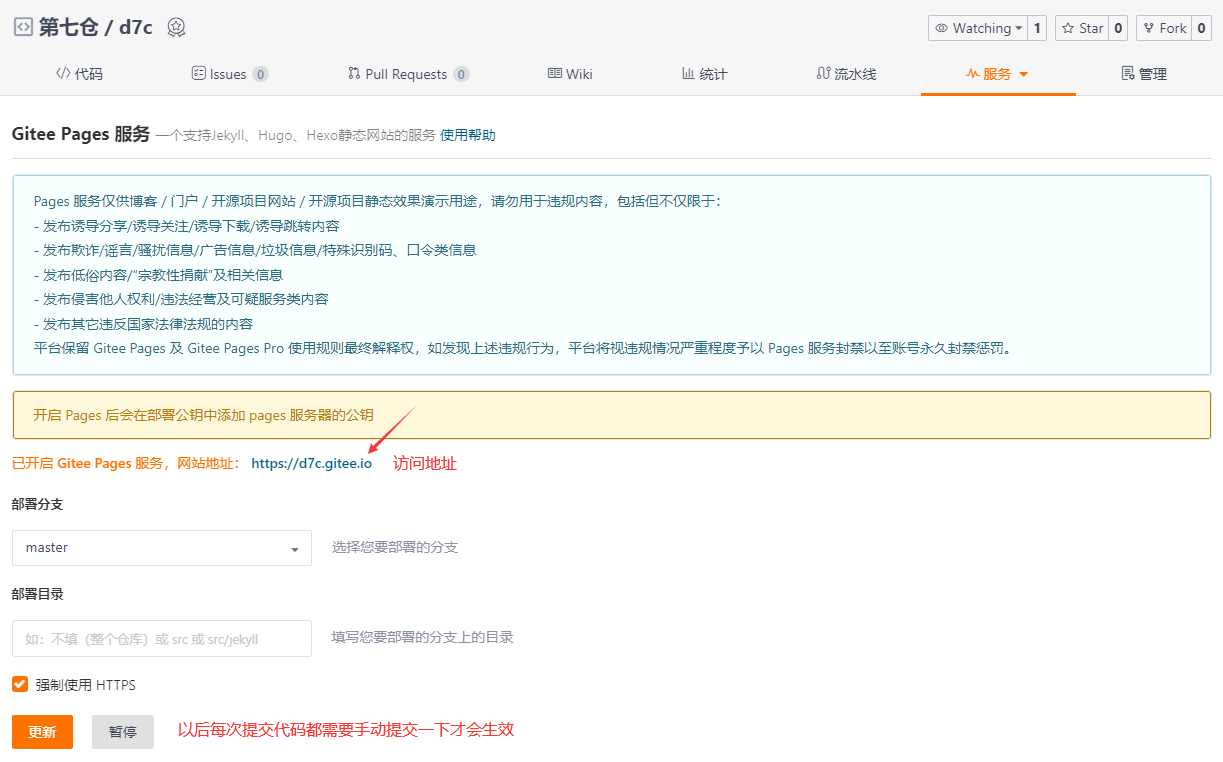 第七仓 / d7c
Watching 1 Star 0 Fork 0
代码 Issues 0 Pull Requests 0 Wiki 统计 流水线 服务 管理
Gitee Pages 服务 一个支持Jekyll、Hugo、Hexo静态网站的服务 使用帮助
Pages 服务仅供博客 / 门户 / 开源项目网站 / 开源项目静态效果演示用途，请勿用于违规内容，包括但不仅限于：
- 发布诱导分享/诱导关注/诱导下载/诱导跳转内容
- 发布欺诈/谣言/骚扰信息/广告信息/垃圾信息/特殊识别码、口令类信息
- 发布低俗内容/“宗教性捐献”及相关信息
- 发布侵害他人权利/违法经营及可疑服务类内容
- 发布其它违反国家法律法规的内容
平台保留 Gitee Pages 及 Gitee Pages Pro 使用规则最终解释权，如发现上述违规行为，平台将视违规情况严重程度予以 Pages 服务封禁以至账号永久封禁惩罚。
开启 Pages 后会在部署公钥中添加 pages 服务器的公钥
已开启 Gitee Pages 服务，网站地址： https://d7c.gitee.io 访问地址
部署分支
master 选择您要部署的分支
部署目录
如：不填（整个仓库）或 src 或 src/jekyll 填写您要部署的分支上的目录
强制使用 HTTPS
更新 暂停 以后每次提交代码都需要手动提交一下才会生效